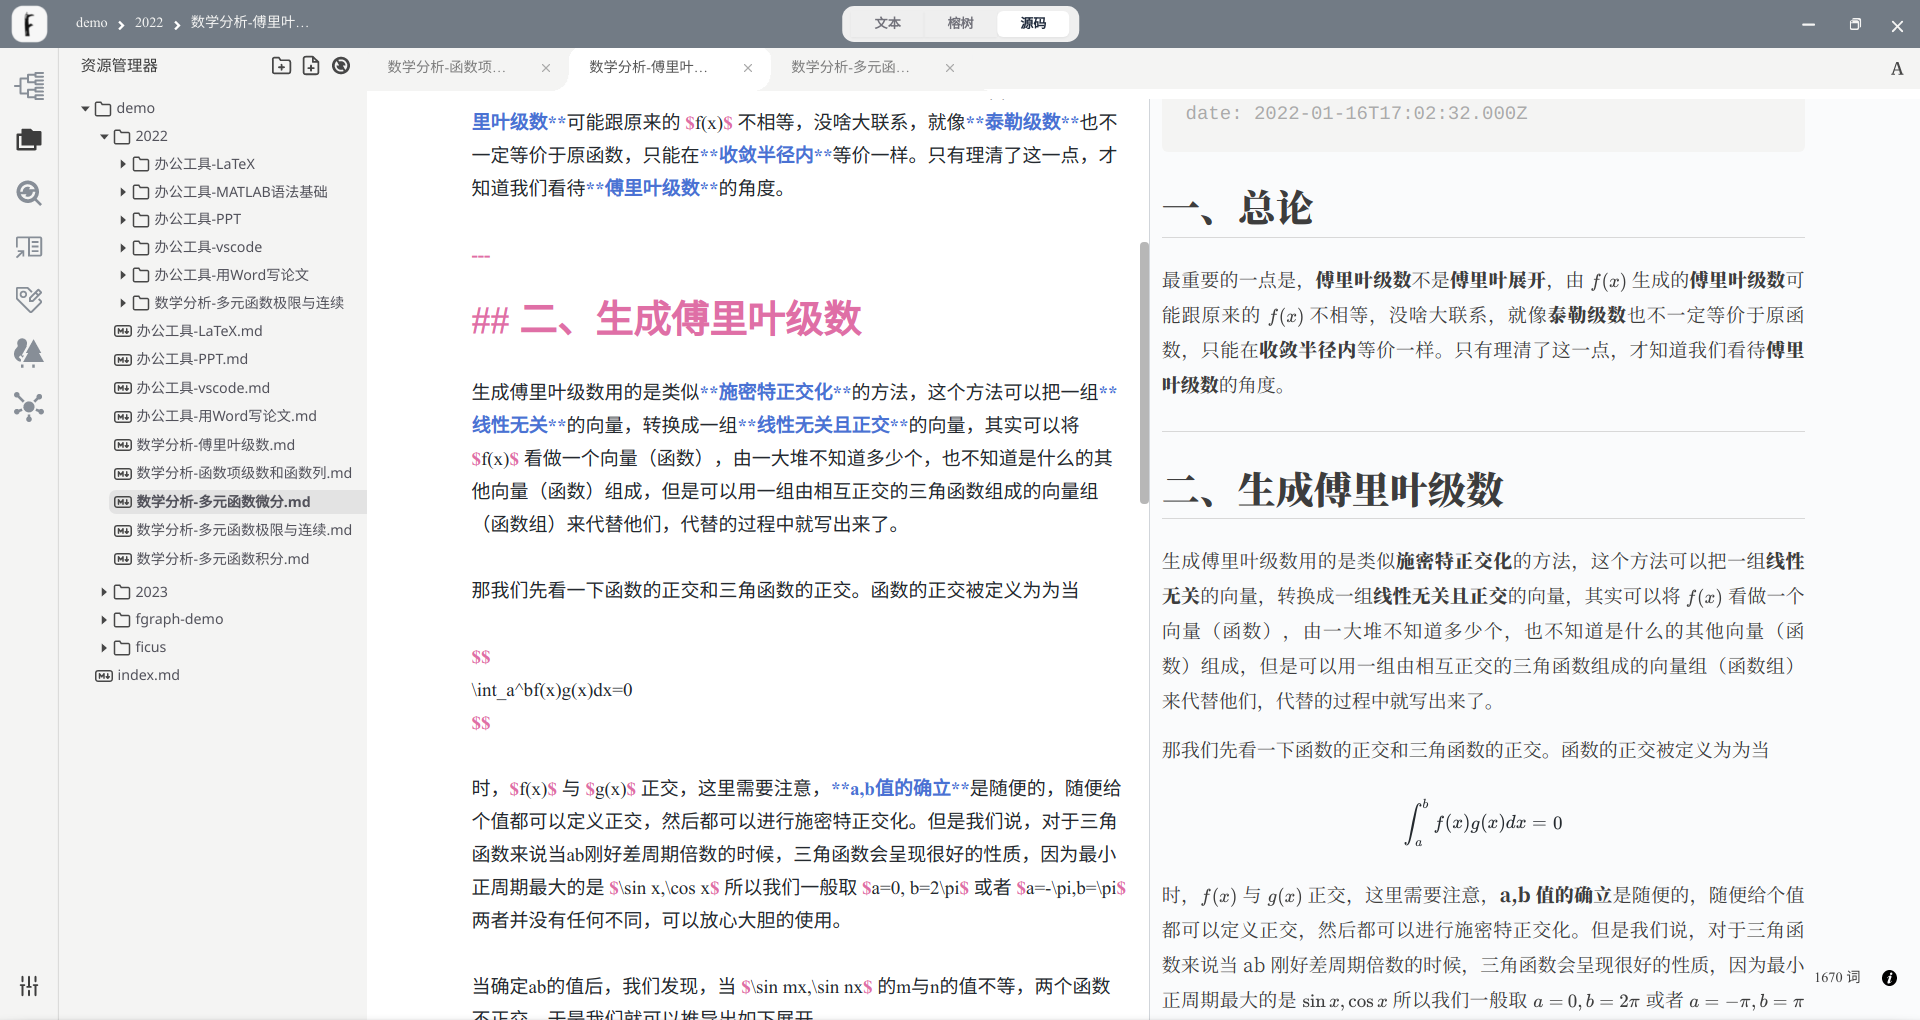 demo
2022
数学分析-傅里叶...
文本
榕树
源码
资源管理器
数学分析-函数项...
数学分析-傅里叶...
数学分析-多元函...
A
demo
2022
办公工具-LaTeX
办公工具-MATLAB语法基础
办公工具-PPT
办公工具-vscode
办公工具-用Word写论文
数学分析-多元函数极限与连续
办公工具-LaTeX.md
办公工具-PPT.md
办公工具-vscode.md
办公工具-用Word写论文.md
数学分析-傅里叶级数.md
数学分析-函数项级数和函数列.md
数学分析-多元函数微分.md
数学分析-多元函数极限与连续.md
数学分析-多元函数积分.md
2023
fgraph-demo
ficus
index.md
里叶级数**可能跟原来的 $f(x)$ 不相等，没啥大联系，就像**泰勒级数**也不
一定等价于原函数，只能在**收敛半径内**等价一样。只有理清了这一点，才
知道我们看待**傅里叶级数**的角度。
---
## 二、生成傅里叶级数
生成傅里叶级数用的是类似**施密特正交化**的方法，这个方法可以把一组**
线性无关**的向量，转换成一组**线性无关且正交**的向量，其实可以将
$f(x)$ 看做一个向量（函数），由一大堆不知道多少个，也不知道是什么的其
他向量（函数）组成，但是可以用一组由相互正交的三角函数组成的向量组
（函数组）来代替他们，代替的过程中就写出来了。
那我们先看一下函数的正交和三角函数的正交。函数的正交被定义为为当
$$
\int_a^bf(x)g(x)dx=0
$$
时，$f(x)$ 与 $g(x)$ 正交，这里需要注意，**a,b值的确立**是随便的，随便给
个值都可以定义正交，然后都可以进行施密特正交化。但是我们说，对于三角
函数来说当ab刚好差周期倍数的时候，三角函数会呈现很好的性质，因为最小
正周期最大的是 $\sin x,\cos x$ 所以我们一般取 $a=0, b=2\pi$ 或者 $a=-\pi,b=\pi$
两者并没有任何不同，可以放心大胆的使用。
当确定ab的值后，我们发现，当 $\sin mx,\sin nx$ 的m与n的值不等，两个函数
不正交，于是我们就可以推导出如下展开
date: 2022-01-16T17:02:32.000Z
一、总论
最重要的一点是，傅里叶级数不是傅里叶展开，由 f(x) 生成的傅里叶级数可
能跟原来的 f(x) 不相等，没啥大联系，就像泰勒级数也不一定等价于原函
数，只能在收敛半径内等价一样。只有理清了这一点，才知道我们看待傅里
叶级数的角度。
二、生成傅里叶级数
生成傅里叶级数用的是类似施密特正交化的方法，这个方法可以把一组线性
无关的向量，转换成一组线性无关且正交的向量，其实可以将 f(x) 看做一个
向量（函数），由一大堆不知道多少个，也不知道是什么的其他向量（函
数）组成，但是可以用一组由相互正交的三角函数组成的向量组（函数组）
来代替他们，代替的过程中就写出来了。
那我们先看一下函数的正交和三角函数的正交。函数的正交被定义为为当
∫_a^b f(x)g(x)dx = 0
时，f(x) 与 g(x) 正交，这里需要注意，a,b 值的确立是随便的，随便给个值
都可以定义正交，然后都可以进行施密特正交化。但是我们说，对于三角函
数来说当 ab 刚好差周期倍数的时候，三角函数会呈现很好的性质，因为最小
正周期最大的是 sin x, cos x 所以我们一般取 a = 0, b = 2π 或者 a = −π, b = π
1670 词